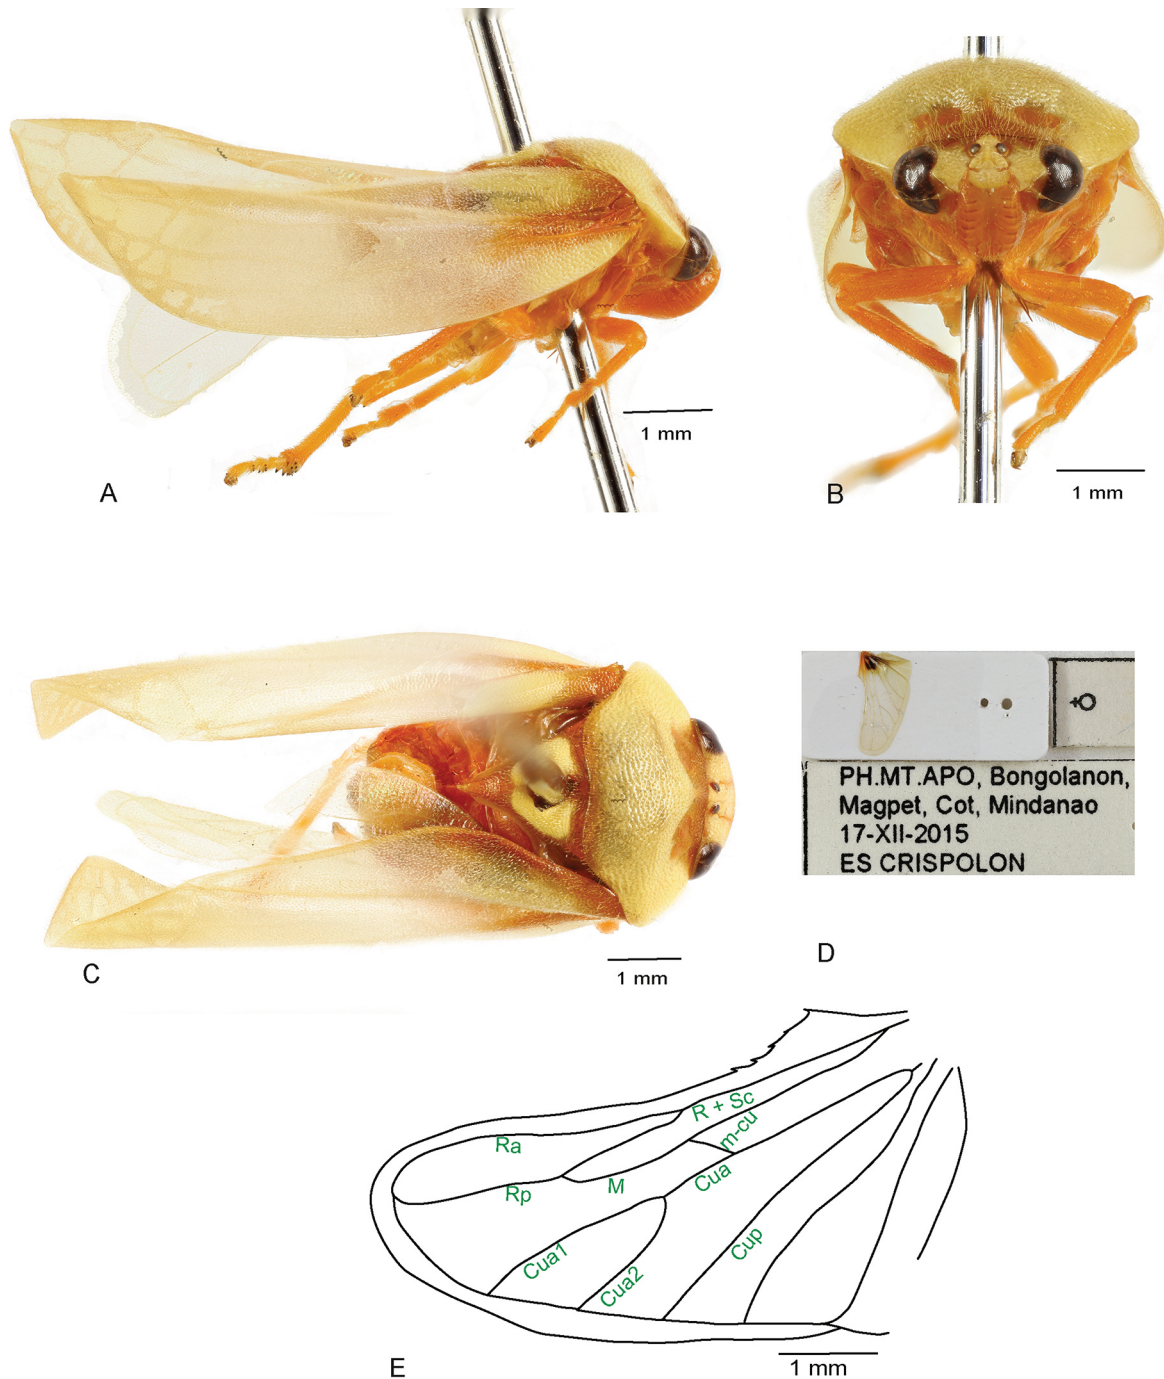 A
1 mm
B
1 mm
C
1 mm
♀
PH.MT.APO, Bongolanon,
Magpet, Cot, Mindanao
17-XII-2015
ES CRISPOLON
D
R + Sc
m-cu
Ra
Rp
M
Cua
Cua1
Cua2
Cup
E
1 mm